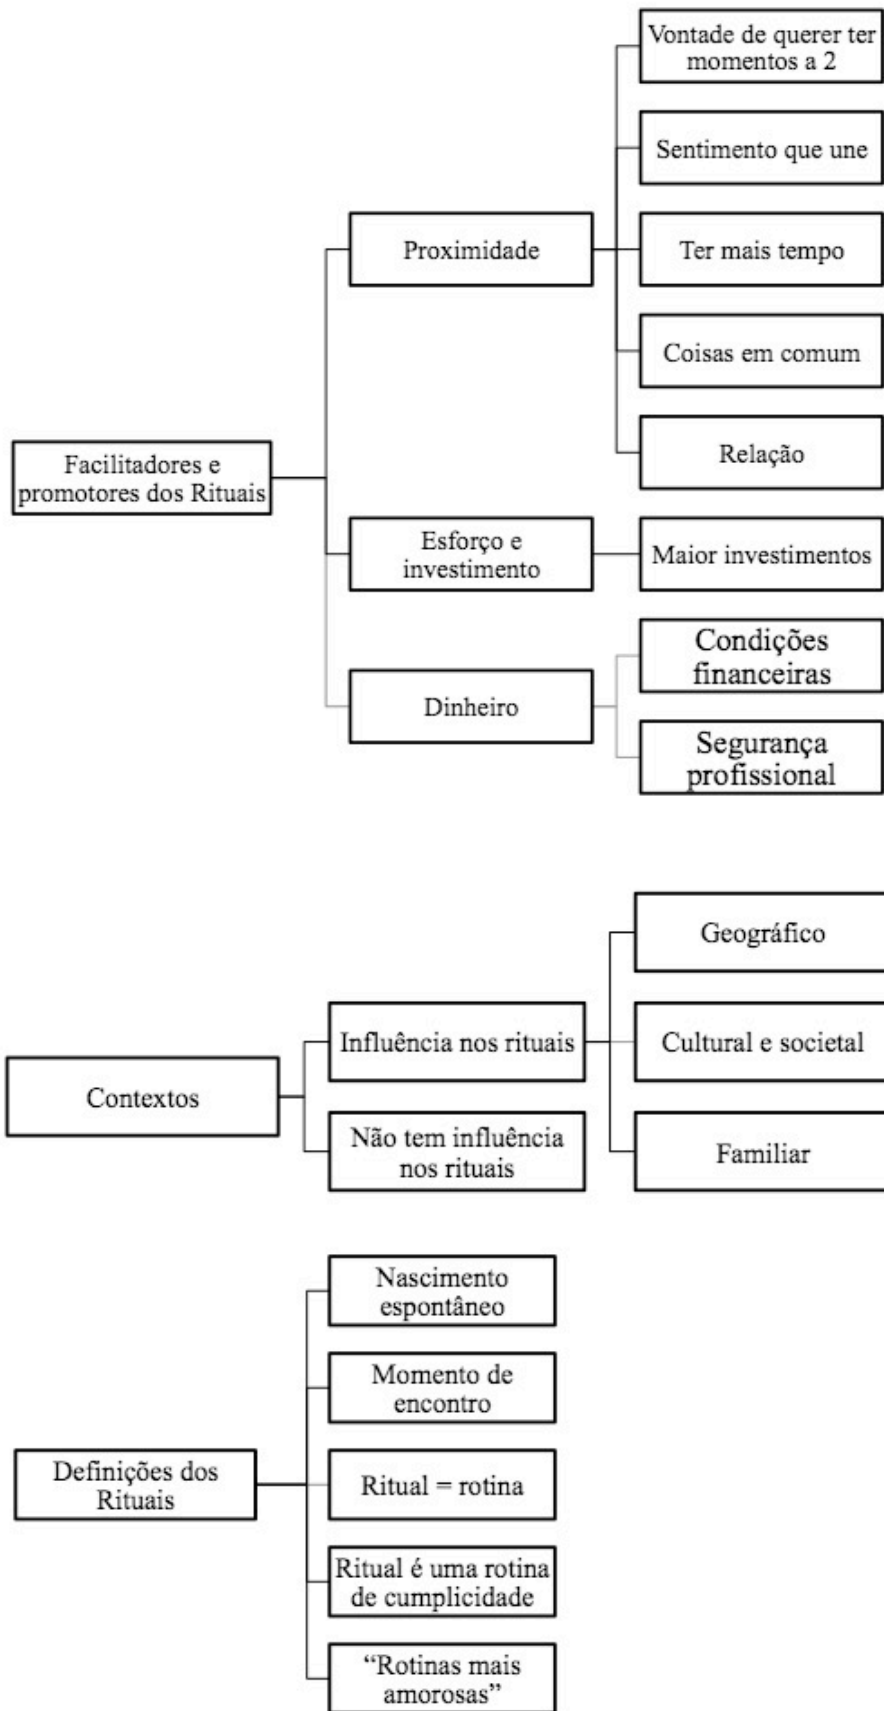 Facilitadores e
promotores dos Rituais
Proximidade
Vontade de querer ter
momentos a 2
Sentimento que une
Ter mais tempo
Coisas em comum
Relação
Esforço e
investimento
Maior investimentos
Dinheiro
Condições
financeiras
Segurança
profissional
Contextos
Influência nos rituais
Geográfico
Cultural e societal
Familiar
Não tem influência
nos rituais
Definições dos
Rituais
Nascimento
espontâneo
Momento de
encontro
Ritual = rotina
Ritual é uma rotina
de cumplicidade
“Rotinas mais
amorosas”